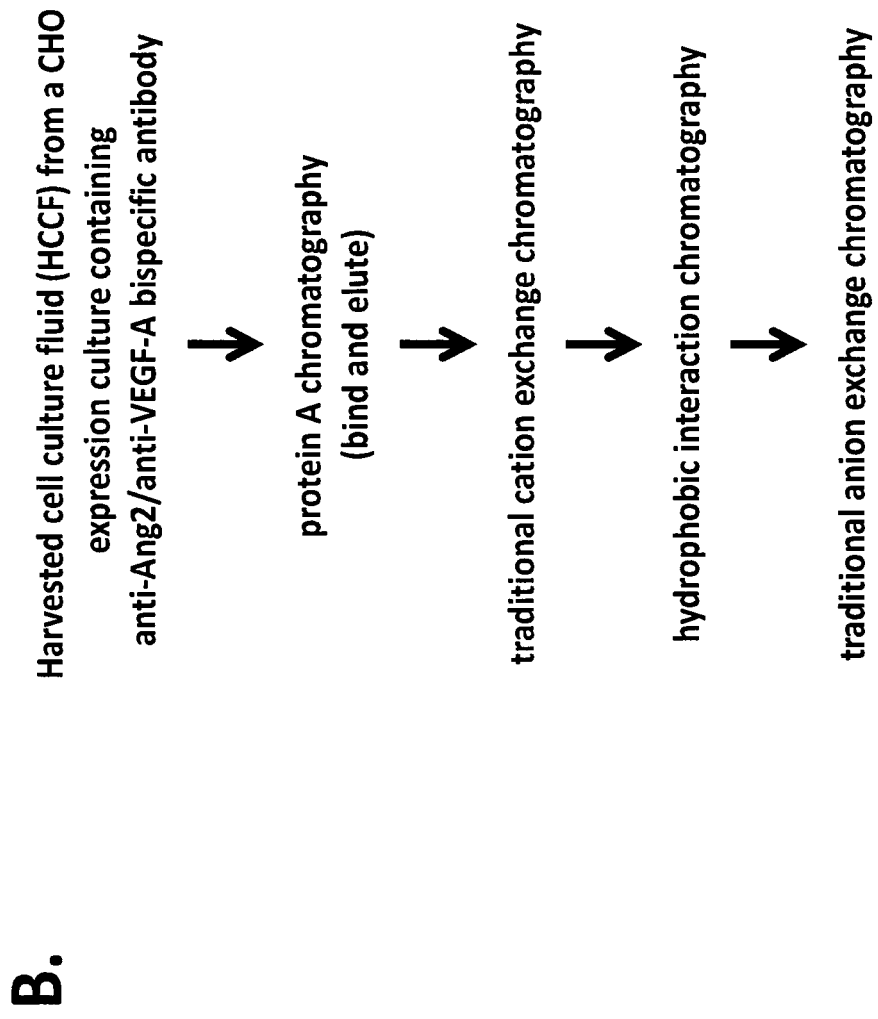 B.
Harvested cell culture fluid (HCCF) from a CHO
expression culture containing
anti-Ang2/anti-VEGF-A bispecific antibody
protein A chromatography
(bind and elute)
traditional cation exchange chromatography
hydrophobic interaction chromatography
traditional anion exchange chromatography